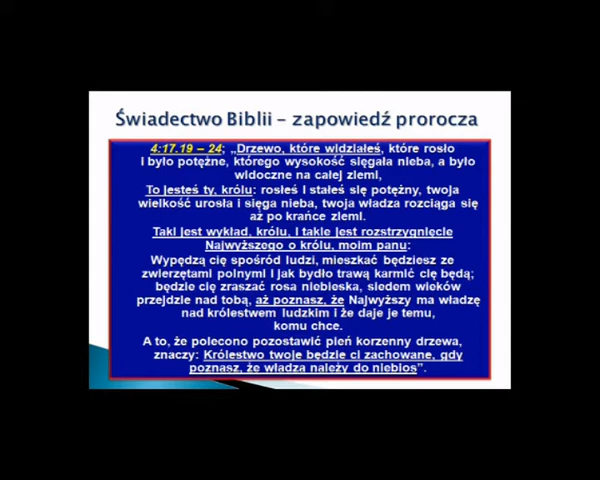 Świadectwo Biblii – zapowiedź prorocza
4:17.19 – 24; „Drzewo, które widziałeś, które rosło
i było potężne, którego wysokość sięgała nieba, a było
widoczne na całej ziemi,
To jesteś ty, królu: rosłeś i stałeś się potężny, twoja
wielkość urosła i sięga nieba, twoja władza rozciąga się
aż po krańce ziemi.
Taki jest wykład, królu, i takie jest rozstrzygnięcie
Najwyższego o królu, moim panu:
Wypędzą cię spośród ludzi, mieszkać będziesz ze
zwierzętami polnymi i jak bydło trawą karmić cię będą;
będzie cię zraszać rosa niebieska, siedem wieków
przejdzie nad tobą, aż poznasz, że Najwyższy ma władzę
nad królestwem ludzkim i że daje je temu,
komu chce.
A to, że polecono pozostawić pień korzenny drzewa,
znaczy: Królestwo twoje będzie ci zachowane, gdy
poznasz, że władza należy do niebios”.